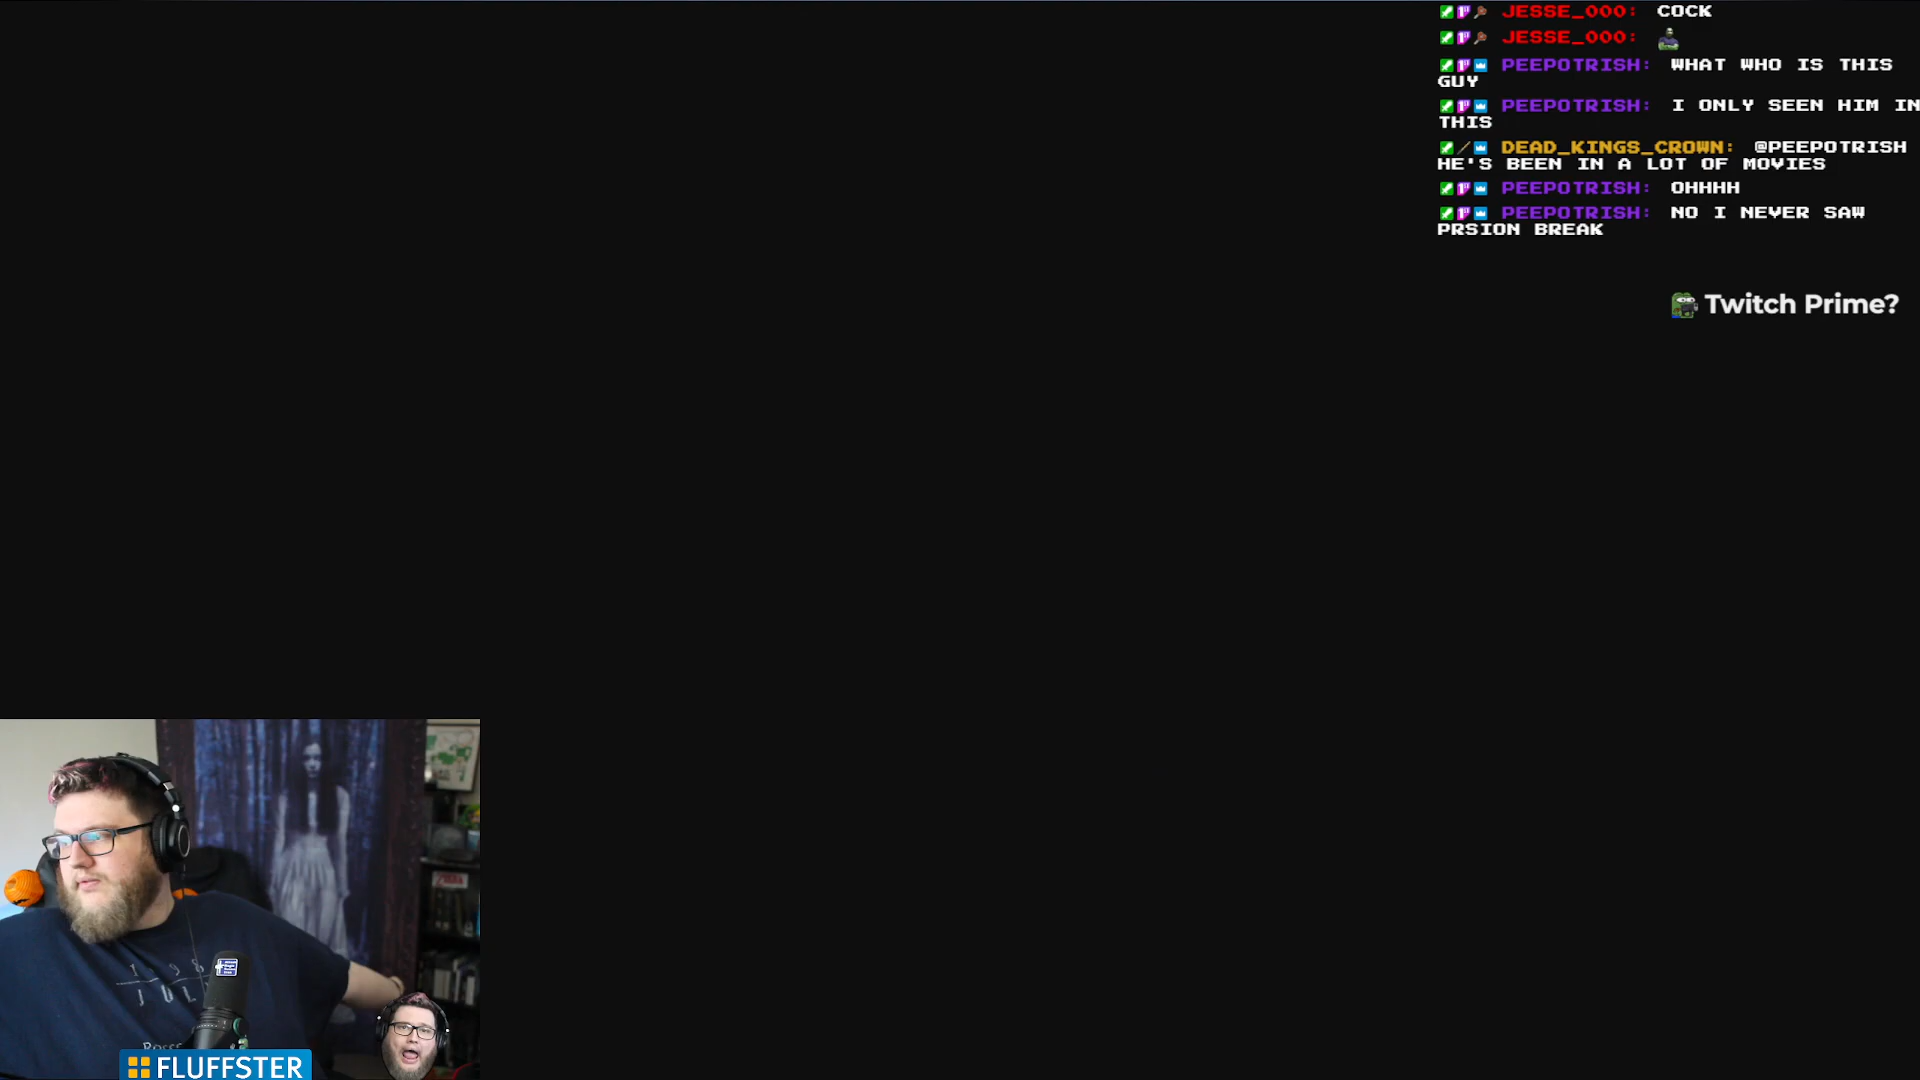 JESSE_000: COCK
JESSE_000:
PEEPOTRISH: WHAT WHO IS THIS
GUY
PEEPOTRISH: I ONLY SEEN HIM IN
THIS
DEAD_KINGS_CROWN: @PEEPOTRISH
HE'S BEEN IN A LOT OF MOVIES
PEEPOTRISH: OHHHH
PEEPOTRISH: NO I NEVER SAW
PRSION BREAK
Twitch Prime?
FLUFFSTER